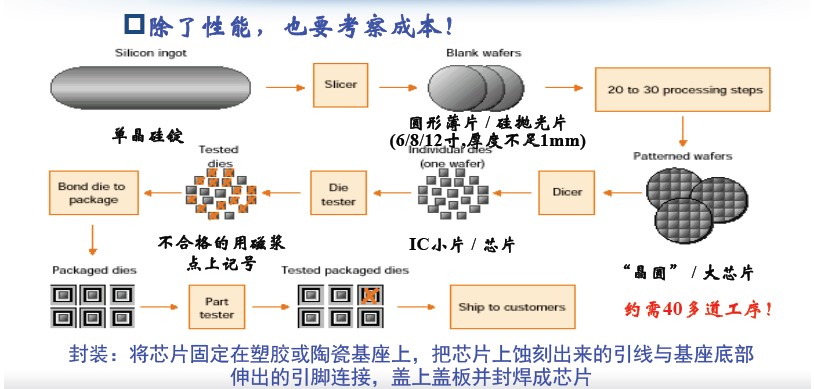 除了性能，也要考察成本！
Silicon ingot
Blank wafers
Slicer
20 to 30 processing steps
单晶硅锭
圆形薄片 / 硅抛光片
(6/8/12寸,厚度不足1mm)
Tested
dies
Individual dies
(one wafer)
Patterned wafers
Bond die to
package
Die
tester
Dicer
不合格的用磁浆
点上记号
IC小片 / 芯片
“晶圆” / 大芯片
Packaged dies
Tested packaged dies
Part
tester
Ship to customers
约需40多道工序！
封装：将芯片固定在塑胶或陶瓷基座上，把芯片上蚀刻出来的引线与基座底部
伸出的引脚连接，盖上盖板并封焊成芯片